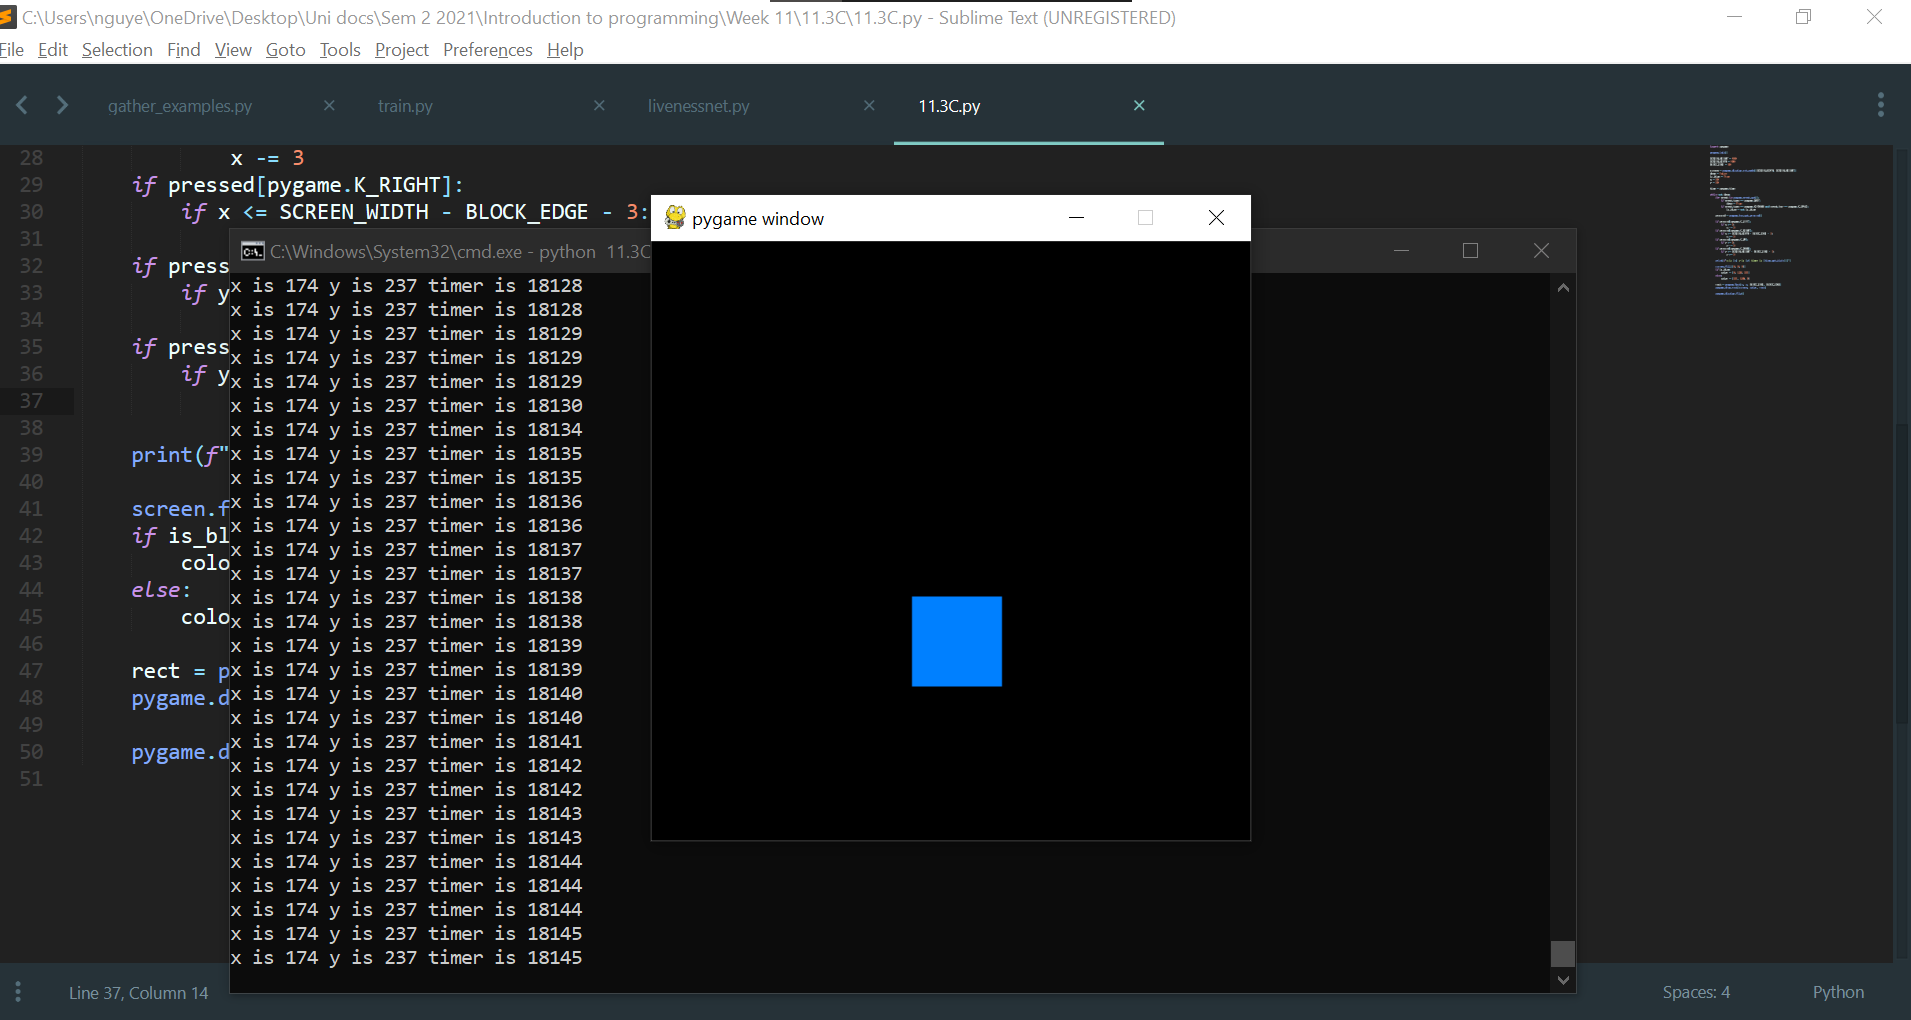 C:\Users\nguye\OneDrive\Desktop\Uni docs\Sem 2 2021\Introduction to programming\Week 11\11.3C\11.3C.py - Sublime Text (UNREGISTERED)
File Edit Selection Find View Goto Tools Project Preferences Help
gather_examples.py train.py livenessnet.py 11.3C.py
28 x -= 3
29 if pressed[pygame.K_RIGHT]:
30 if x <= SCREEN_WIDTH - BLOCK_EDGE - 3:
31
32 if press
33 if y
34
35 if press
36 if y
37
38
39 print(f"
40
41 screen.f
42 if is_bl
43 colo
44 else:
45 colo
46
47 rect = p
48 pygame.d
49
50 pygame.d
51
C:\Windows\System32\cmd.exe - python 11.3C
x is 174 y is 237 timer is 18128
x is 174 y is 237 timer is 18128
x is 174 y is 237 timer is 18129
x is 174 y is 237 timer is 18129
x is 174 y is 237 timer is 18129
x is 174 y is 237 timer is 18130
x is 174 y is 237 timer is 18134
x is 174 y is 237 timer is 18135
x is 174 y is 237 timer is 18135
x is 174 y is 237 timer is 18136
x is 174 y is 237 timer is 18136
x is 174 y is 237 timer is 18137
x is 174 y is 237 timer is 18137
x is 174 y is 237 timer is 18138
x is 174 y is 237 timer is 18138
x is 174 y is 237 timer is 18139
x is 174 y is 237 timer is 18139
x is 174 y is 237 timer is 18140
x is 174 y is 237 timer is 18140
x is 174 y is 237 timer is 18141
x is 174 y is 237 timer is 18142
x is 174 y is 237 timer is 18142
x is 174 y is 237 timer is 18143
x is 174 y is 237 timer is 18143
x is 174 y is 237 timer is 18144
x is 174 y is 237 timer is 18144
x is 174 y is 237 timer is 18144
x is 174 y is 237 timer is 18145
x is 174 y is 237 timer is 18145
pygame window
Line 37, Column 14
Spaces: 4
Python